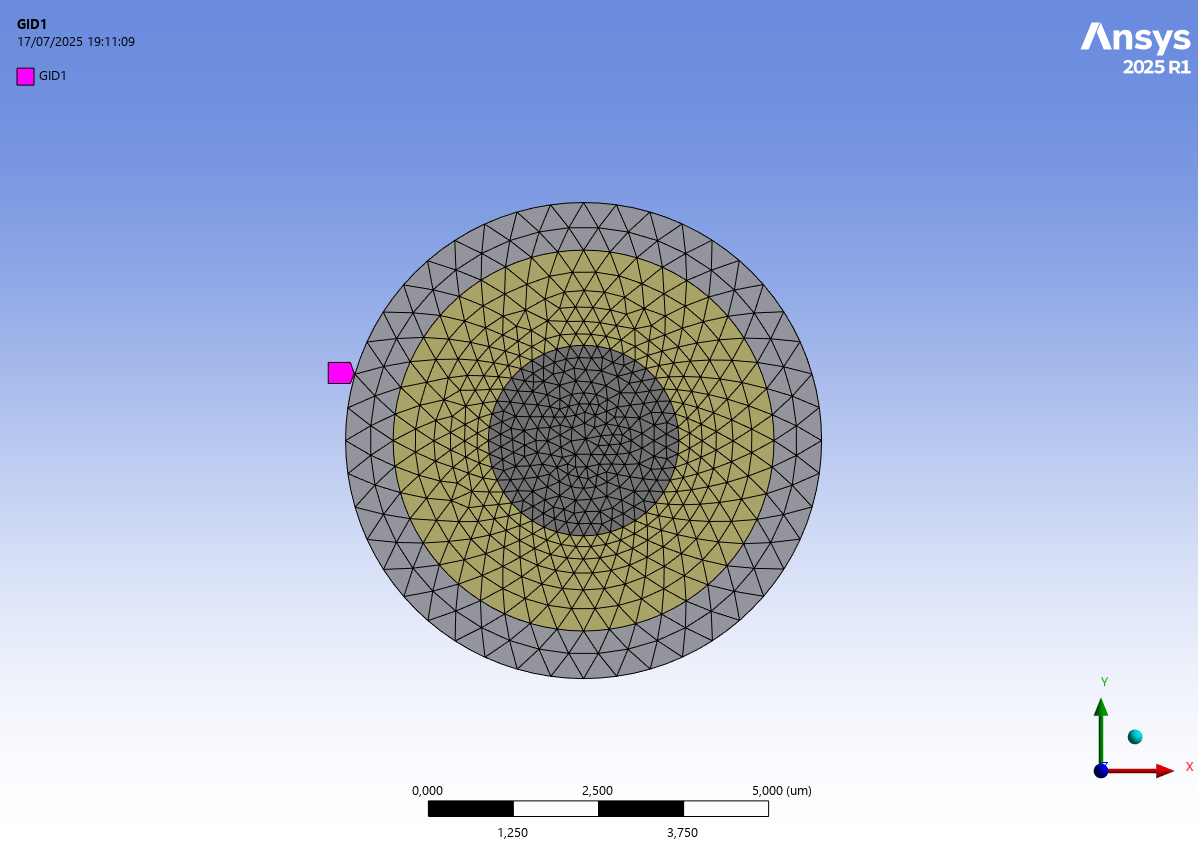 GID1
17/07/2025 19:11:09
GID1
Ansys
2025 R1
Y
Z
X
0,000 2,500 5,000 (um)
1,250 3,750